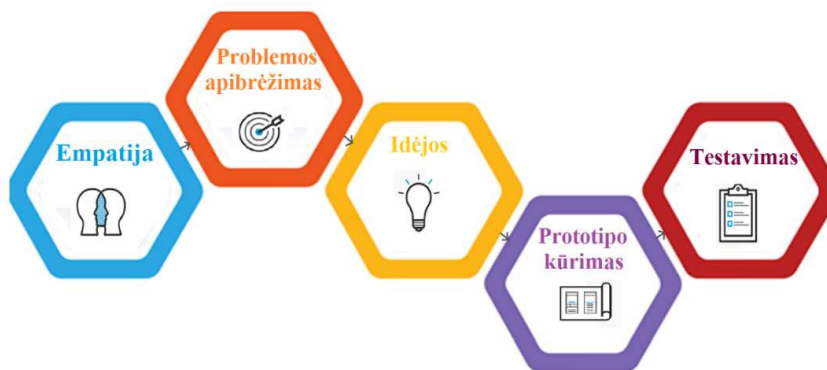 Empatija
Problemos
apibrėžimas
Idėjos
Prototipo
kūrimas
Testavimas